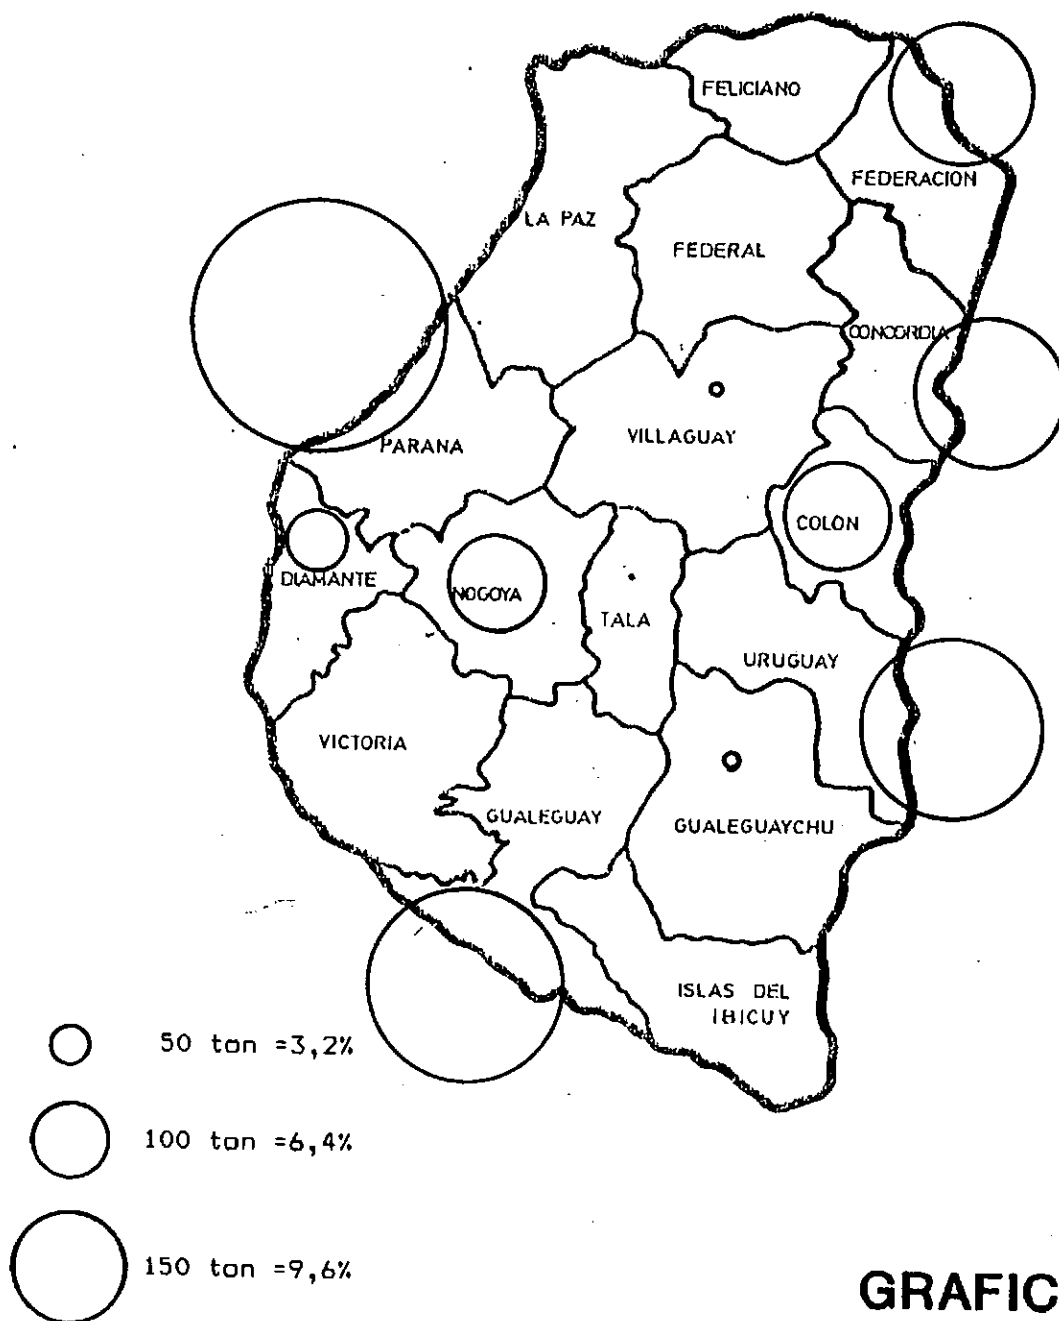 FELICIANO
FEDERACION
LA PAZ
FEDERAL
CONCORDIA
PARANA
VILLAGUAY
COLON
DIAMANTE
NOGOYA
TALA
URUGUAY
VICTORIA
GUALEGUAY
GUALEGUAYCHU
ISLAS DEL
IBICUY
50 ton =3,2%
100 ton =6,4%
150 ton =9,6%
GRAFIC